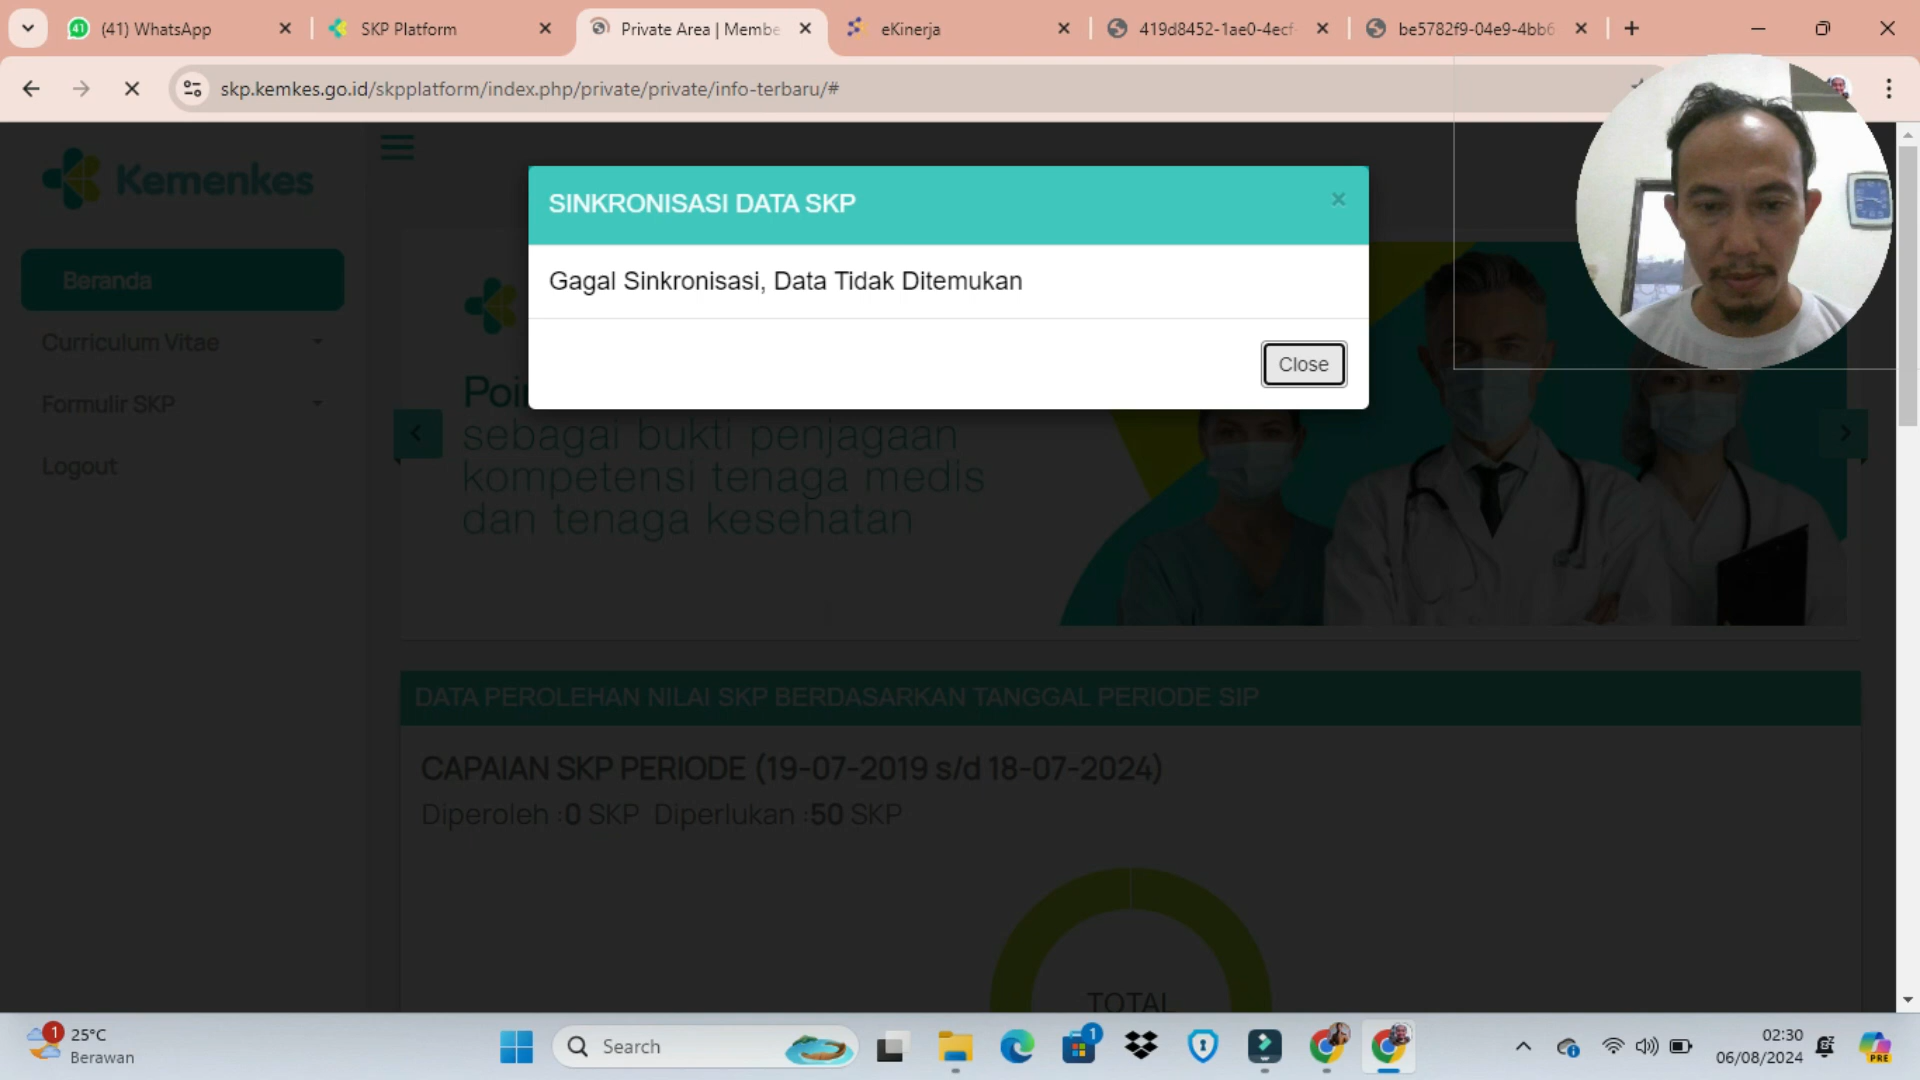 (41) WhatsApp
SKP Platform
Private Area | Membe
eKinerja
419d8452-1ae0-4ecf-
be5782f9-04e9-4bb6
skp.kemkes.go.id/skpplatform/index.php/private/private/info-terbaru/#
Kemenkes
SINKRONISASI DATA SKP
×
Gagal Sinkronisasi, Data Tidak Ditemukan
Close
Beranda
Curriculum Vitae
Formulir SKP
Logout
Poi
sebagai bukti penjagaan
kompetensi tenaga medis
dan tenaga kesehatan
DATA PEROLEHAN NILAI SKP BERDASARKAN TANGGAL PERIODE SIP
CAPAIAN SKP PERIODE (19-07-2019 s/d 18-07-2024)
Diperoleh :0 SKP Diperlukan :50 SKP
TOTAL
1
25°C
Berawan
Search
1
PRE
02:30
06/08/2024